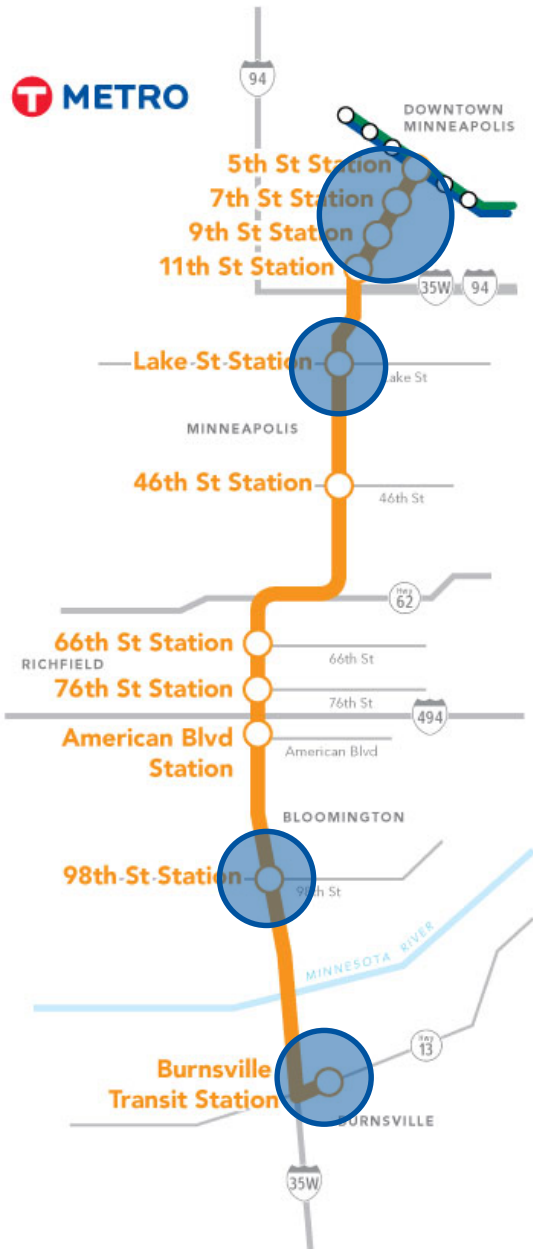 94
T METRO
DOWNTOWN
MINNEAPOLIS
5th St Station
7th St Station
9th St Station
11th St Station
35W
94
Lake St Station
Lake St
MINNEAPOLIS
46th St Station
46th St
Hwy
62
66th St Station
66th St
RICHFIELD
76th St Station
76th St
494
American Blvd
Station
American Blvd
BLOOMINGTON
98th St Station
98th St
MINNESOTA RIVER
Hwy
13
Burnsville
Transit Station
BURNSVILLE
35W